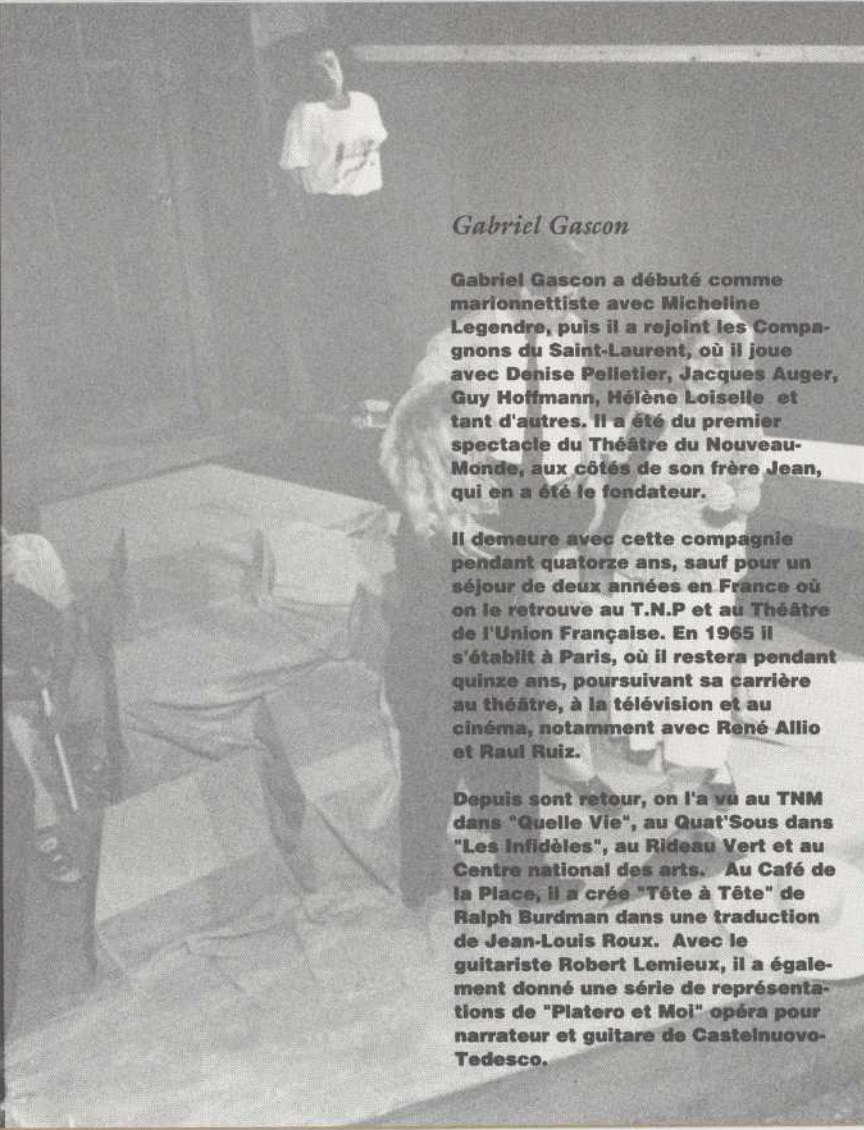 Gabriel Gascon
Gabriel Gascon a débuté comme
marionnettiste avec Micheline
Legendre, puis il a rejoint les Compa-
gnons du Saint-Laurent, où il joue
avec Denise Pelletier, Jacques Auger,
Guy Hoffmann, Hélène Loiselle et
tant d'autres. Il a été du premier
spectacle du Théâtre du Nouveau-
Monde, aux côtés de son frère Jean,
qui en a été le fondateur.
Il demeure avec cette compagnie
pendant quatorze ans, sauf pour un
séjour de deux années en France où
on le retrouve au T.N.P et au Théâtre
de l'Union Française. En 1965 il
s'établit à Paris, où il restera pendant
quinze ans, poursuivant sa carrière
au théâtre, à la télévision et au
cinéma, notamment avec René Allio
et Raul Ruiz.
Depuis sont retour, on l'a vu au TNM
dans "Quelle Vie", au Quat'Sous dans
"Les Infidèles", au Rideau Vert et au
Centre national des arts. Au Café de
la Place, il a crée "Tête à Tête" de
Ralph Burdman dans une traduction
de Jean-Louis Roux. Avec le
guitariste Robert Lemieux, il a égale-
ment donné une série de représenta-
tions de "Platero et Moi" opéra pour
narrateur et guitare de Castelnuovo-
Tedesco.